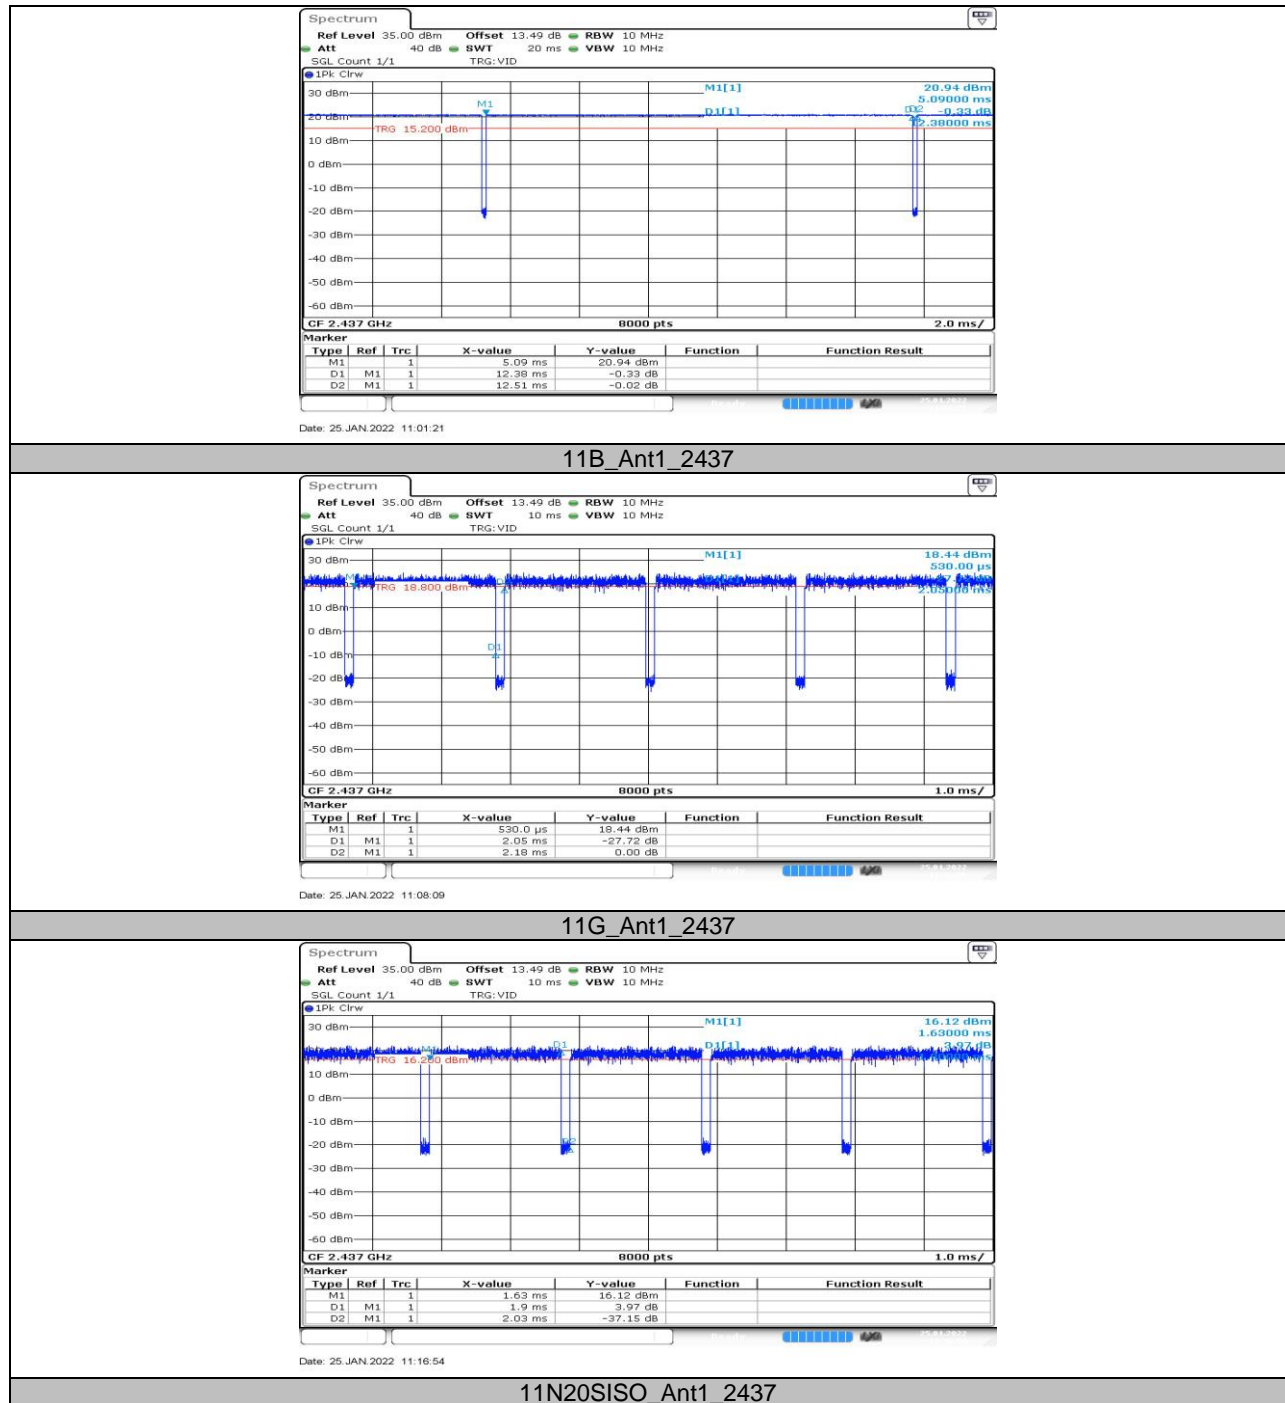 Spectrum
Ref Level 35.00 dBm Offset 13.49 dB RBW 10 MHz
Att 40 dB SWT 20 ms VBW 10 MHz
SGL Count 1/1 TRG:VID
1Pk Clrw
M1[1] 20.94 dBm
5.09000 ms
D1[1] -0.33 dB
12.38000 ms
M1
D2
TRG 15.200 dBm
30 dBm
20 dBm
10 dBm
0 dBm
-10 dBm
-20 dBm
-30 dBm
-40 dBm
-50 dBm
-60 dBm
CF 2.437 GHz 8000 pts 2.0 ms/
Marker
Type Ref Trc X-value Y-value Function Function Result
M1 1 5.09 ms 20.94 dBm
D1 M1 1 12.38 ms -0.33 dB
D2 M1 1 12.51 ms -0.02 dB
Date: 25.JAN.2022 11:01:21
11B_Ant1_2437
Spectrum
Ref Level 35.00 dBm Offset 13.49 dB RBW 10 MHz
Att 40 dB SWT 10 ms VBW 10 MHz
SGL Count 1/1 TRG:VID
1Pk Clrw
M1[1] 18.44 dBm
530.00 µs
2.05000 ms
TRG 18.800 dBm
D1
30 dBm
10 dBm
0 dBm
-10 dBm
-20 dBm
-30 dBm
-40 dBm
-50 dBm
-60 dBm
CF 2.437 GHz 8000 pts 1.0 ms/
Marker
Type Ref Trc X-value Y-value Function Function Result
M1 1 530.0 µs 18.44 dBm
D1 M1 1 2.05 ms -27.72 dB
D2 M1 1 2.18 ms 0.00 dB
Date: 25.JAN.2022 11:08:09
11G_Ant1_2437
Spectrum
Ref Level 35.00 dBm Offset 13.49 dB RBW 10 MHz
Att 40 dB SWT 10 ms VBW 10 MHz
SGL Count 1/1 TRG:VID
1Pk Clrw
M1[1] 16.12 dBm
1.63000 ms
D1[1] 3.97 dB
M1
D1
TRG 16.200 dBm
D2
30 dBm
10 dBm
0 dBm
-10 dBm
-20 dBm
-30 dBm
-40 dBm
-50 dBm
-60 dBm
CF 2.437 GHz 8000 pts 1.0 ms/
Marker
Type Ref Trc X-value Y-value Function Function Result
M1 1 1.63 ms 16.12 dBm
D1 M1 1 1.9 ms 3.97 dB
D2 M1 1 2.03 ms -37.15 dB
Date: 25.JAN.2022 11:16:54
11N20SISO_Ant1_2437